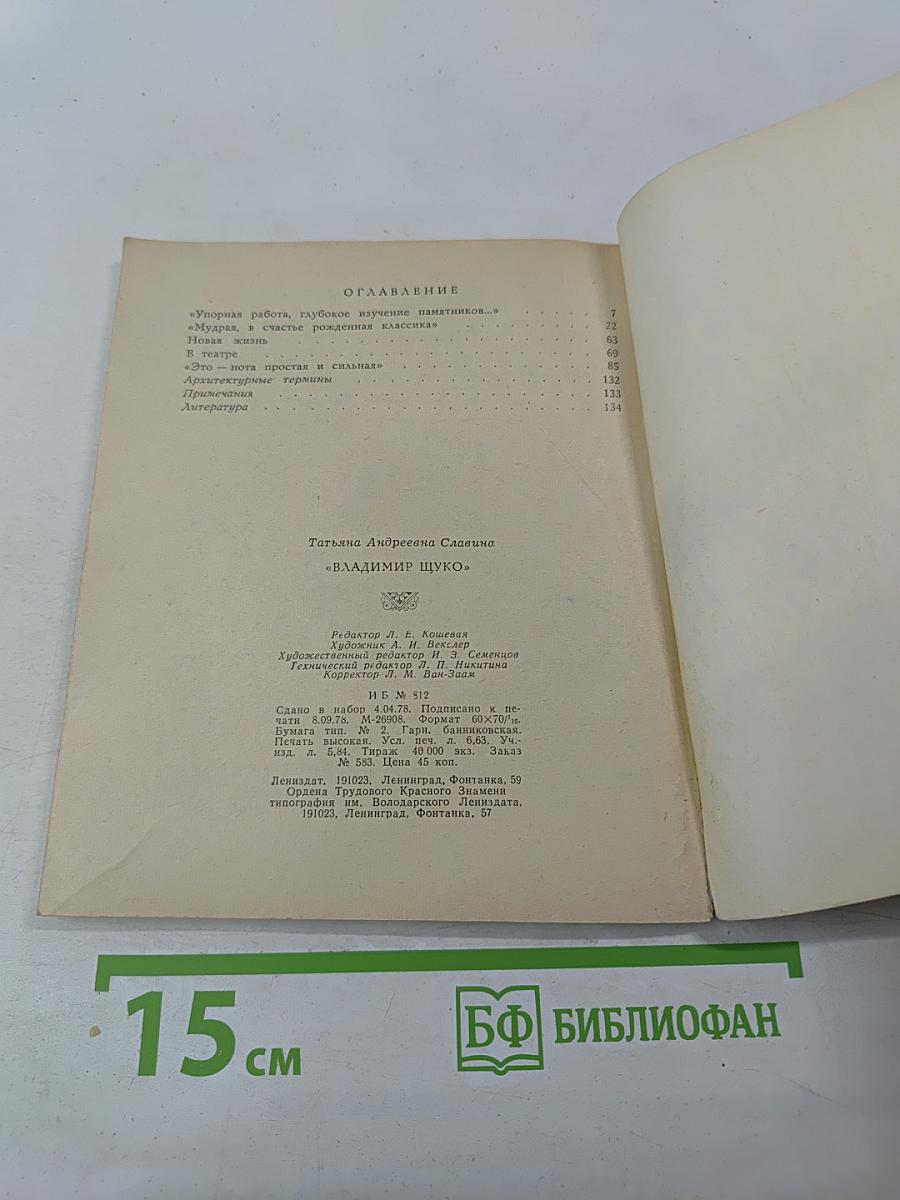 ОГЛАВЛЕНИЕ
«Упорная работа, глубокое изучение памятников...» . . . . . 7
«Мудрая, в счастье рожденная классика» . . . . . . . . 22
Новая жизнь . . . . . . . . . . . . . . . . . 63
В театре . . . . . . . . . . . . . . . . . . 69
«Это — нота простая и сильная» . . . . . . . . . . . 85
Архитектурные термины . . . . . . . . . . . . . 132
Примечания . . . . . . . . . . . . . . . . . 133
Литература . . . . . . . . . . . . . . . . . 134
Татьяна Андреевна Славина
«ВЛАДИМИР ЩУКО»
Редактор Л. Е. Кошевая
Художник А. И. Векслер
Художественный редактор И. З. Семенцов
Технический редактор Л. П. Никитина
Корректор Л. М. Ван-Заам
ИБ № 812
Сдано в набор 4.04.78. Подписано к пе-
чати 8.09.78. М-26908. Формат 60×70/¹₁₆.
Бумага тип. № 2. Гарн. банниковская.
Печать высокая. Усл. печ. л. 6,63. Уч.-
изд. л. 5,84. Тираж 40 000 экз. Заказ
№ 583. Цена 45 коп.
Лениздат, 191023, Ленинград, Фонтанка, 59
Ордена Трудового Красного Знамени
типография им. Володарского Лениздата,
191023, Ленинград, Фонтанка, 57
15 см
БФ БИБЛИОФАН